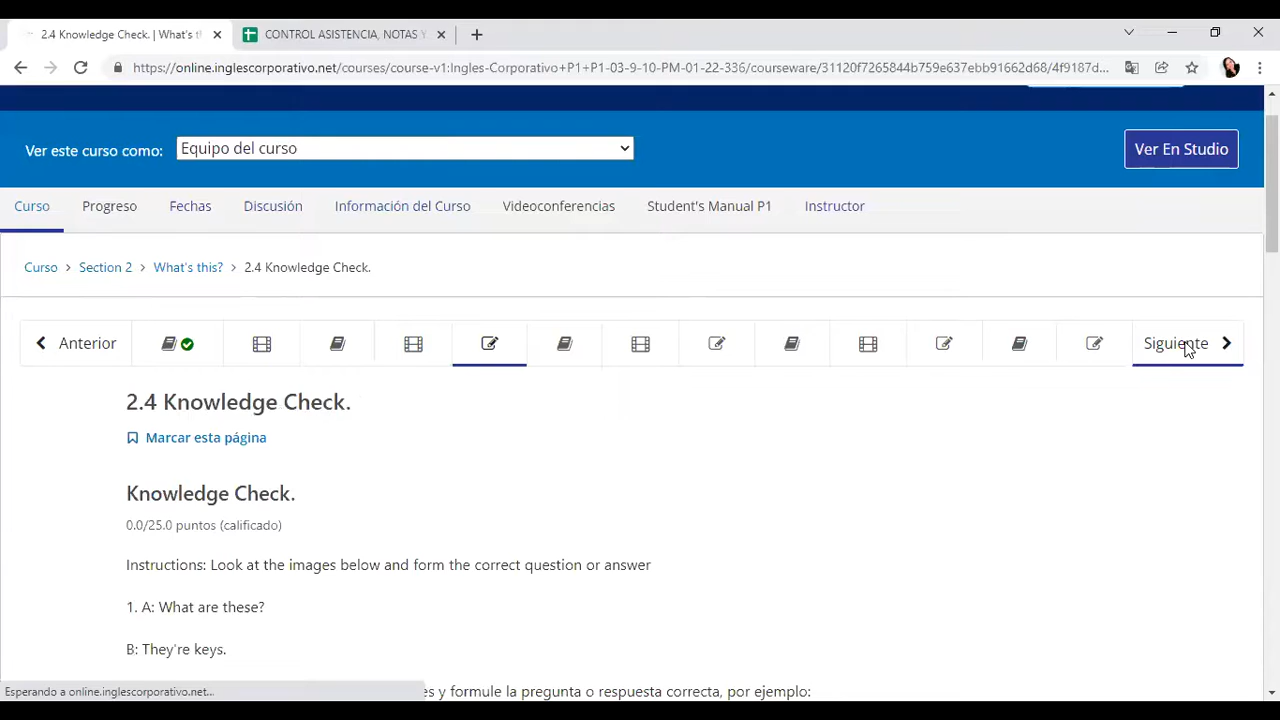 2.4 Knowledge Check. | What's t
CONTROL ASISTENCIA, NOTAS Y
https://online.inglescorporativo.net/courses/course-v1:Ingles-Corporativo+P1+P1-03-9-10-PM-01-22-336/courseware/31120f7265844b759e637ebb91662d68/4f9187d...
Ver este curso como:
Equipo del curso
Ver En Studio
Curso Progreso Fechas Discusión Información del Curso Videoconferencias Student's Manual P1 Instructor
Curso > Section 2 > What's this? > 2.4 Knowledge Check.
Anterior
Siguiente
2.4 Knowledge Check.
Marcar esta página
Knowledge Check.
0.0/25.0 puntos (calificado)
Instructions: Look at the images below and form the correct question or answer
1. A: What are these?
B: They're keys.
Esperando a online.inglescorporativo.net...
es y formule la pregunta o respuesta correcta, por ejemplo: